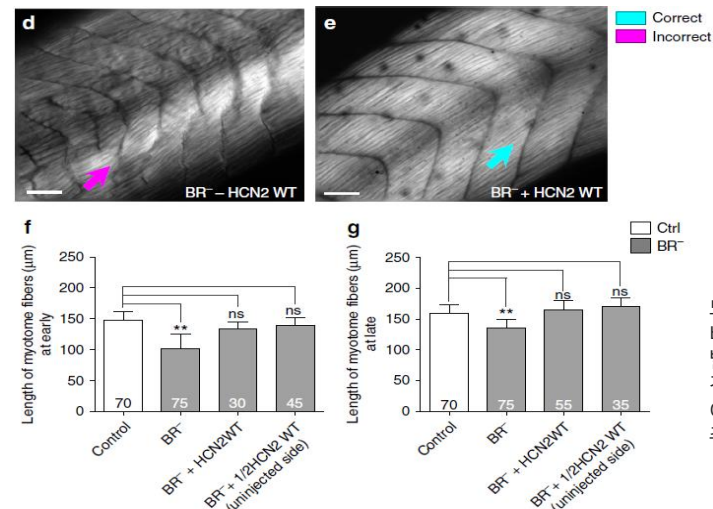 d
BR⁻ – HCN2 WT
e
BR⁻ + HCN2 WT
Correct
Incorrect
f
Length of myotome fibers (µm)
at early
250
200
150
100
50
0
**
ns
ns
70
75
30
45
Control
BR⁻
BR⁻ + HCN2WT
BR⁻ + 1/2HCN2 WT
(uninjected side)
g
Ctrl
BR⁻
Length of myotome fibers (µm)
at late
250
200
150
100
50
0
**
ns
ns
70
75
55
35
Control
BR⁻
BR⁻ + HCN2WT
BR⁻ + 1/2HCN2 WT
(uninjected side)